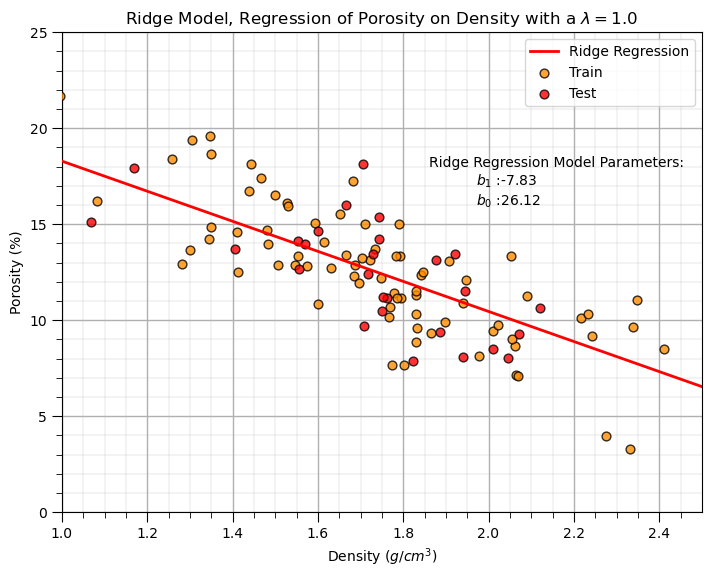 Ridge Model, Regression of Porosity on Density with a λ = 1.0
25
20
15
10
5
0
Porosity (%)
Ridge Regression
Train
Test
Ridge Regression Model Parameters:
b₁ :-7.83
b₀ :26.12
1.0 1.2 1.4 1.6 1.8 2.0 2.2 2.4
Density (g/cm³)